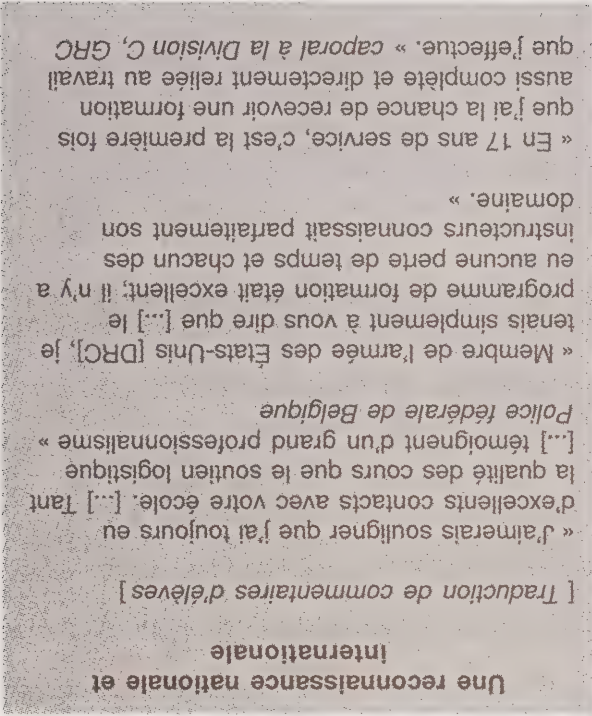 Une reconnaissance nationale et
internationale
[ Traduction de commentaires d'élèves ]
« J'aimerais souligner que j'ai toujours eu
d'excellents contacts avec votre école. [...] Tant
la qualité des cours que le soutien logistique
[...] témoignent d'un grand professionnalisme »
Police fédérale de Belgique
« Membre de l'armée des États-Unis [DRC], je
tenais simplement à vous dire que [...] le
programme de formation était excellent; il n'y a
eu aucune perte de temps et chacun des
instructeurs connaissait parfaitement son
domaine. »
« En 17 ans de service, c'est la première fois
que j'ai la chance de recevoir une formation
aussi complète et directement reliée au travail
que j'effectue. » caporal à la Division C, GRC